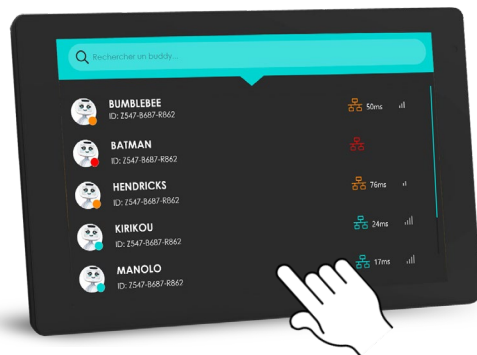 Rechercher un buddy...
BUMBLEBEE
ID: Z547-B687-R862
50ms
BATMAN
ID: Z547-B687-R862
HENDRICKS
ID: Z547-B687-R862
76ms
KIRIKOU
ID: Z547-B687-R862
24ms
MANOLO
ID: Z547-B687-R862
17ms